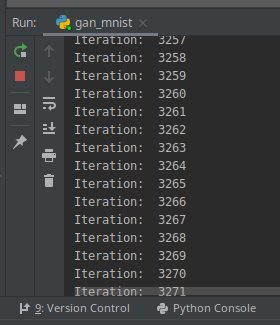 Run: gan_mnist
Iteration: 3257
Iteration: 3258
Iteration: 3259
Iteration: 3260
Iteration: 3261
Iteration: 3262
Iteration: 3263
Iteration: 3264
Iteration: 3265
Iteration: 3266
Iteration: 3267
Iteration: 3268
Iteration: 3269
Iteration: 3270
Iteration: 3271
9: Version Control Python Console